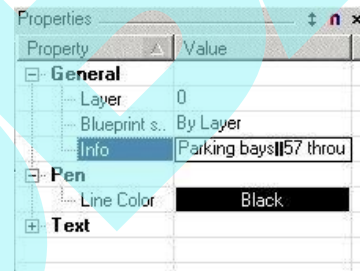 Properties
Property Value
General
Layer 0
Blueprint s.. By Layer
Info Parking bays||57 throu
Pen
Line Color Black
Text